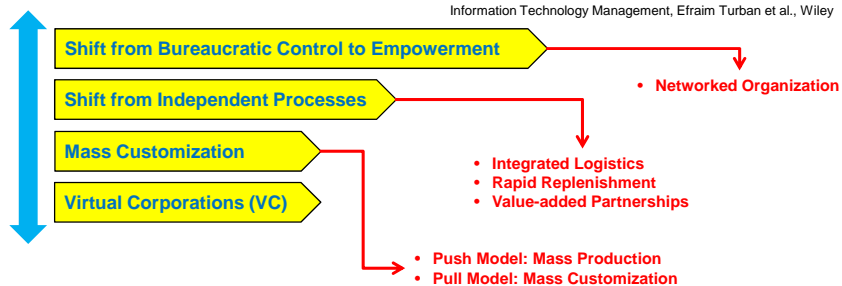 Information Technology Management, Efraim Turban et al., Wiley
Shift from Bureaucratic Control to Empowerment
• Networked Organization
Shift from Independent Processes
Mass Customization
• Integrated Logistics
• Rapid Replenishment
• Value-added Partnerships
Virtual Corporations (VC)
• Push Model: Mass Production
• Pull Model: Mass Customization